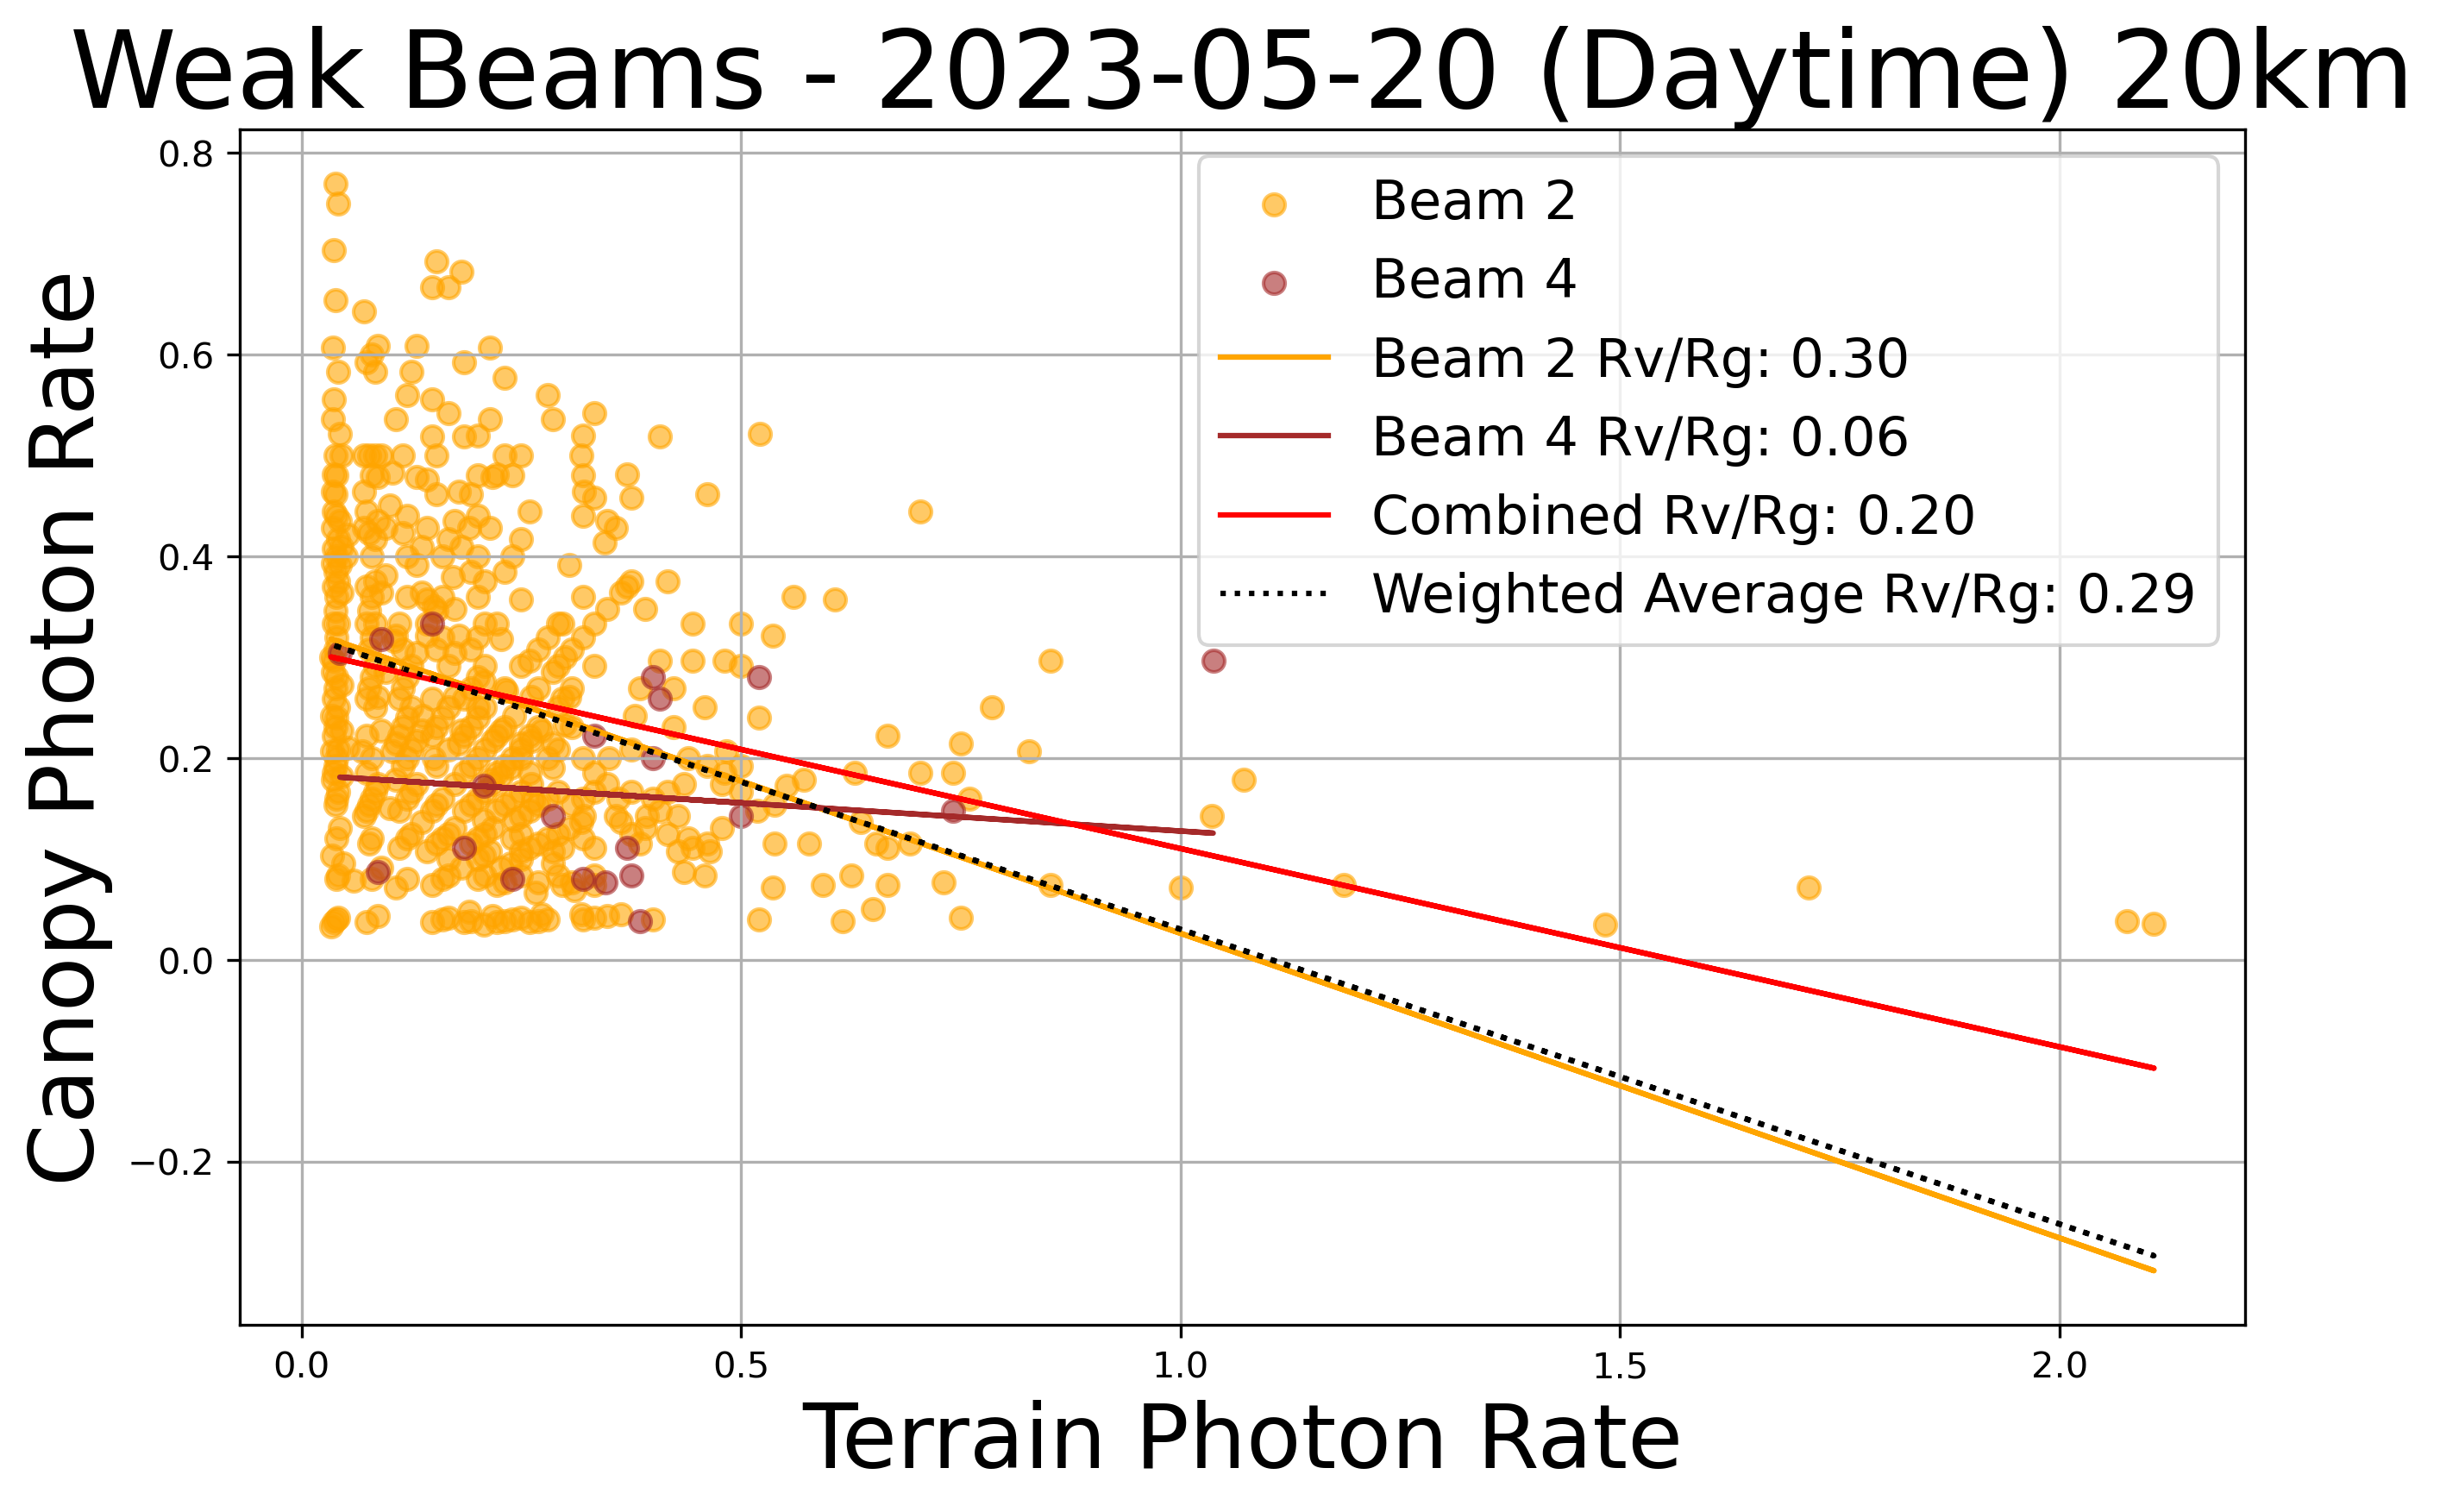 Weak Beams - 2023-05-20 (Daytime) 20km
Canopy Photon Rate
0.8
0.6
0.4
0.2
0.0
−0.2
Beam 2
Beam 4
Beam 2 Rv/Rg: 0.30
Beam 4 Rv/Rg: 0.06
Combined Rv/Rg: 0.20
Weighted Average Rv/Rg: 0.29
0.0 0.5 1.0 1.5 2.0
Terrain Photon Rate